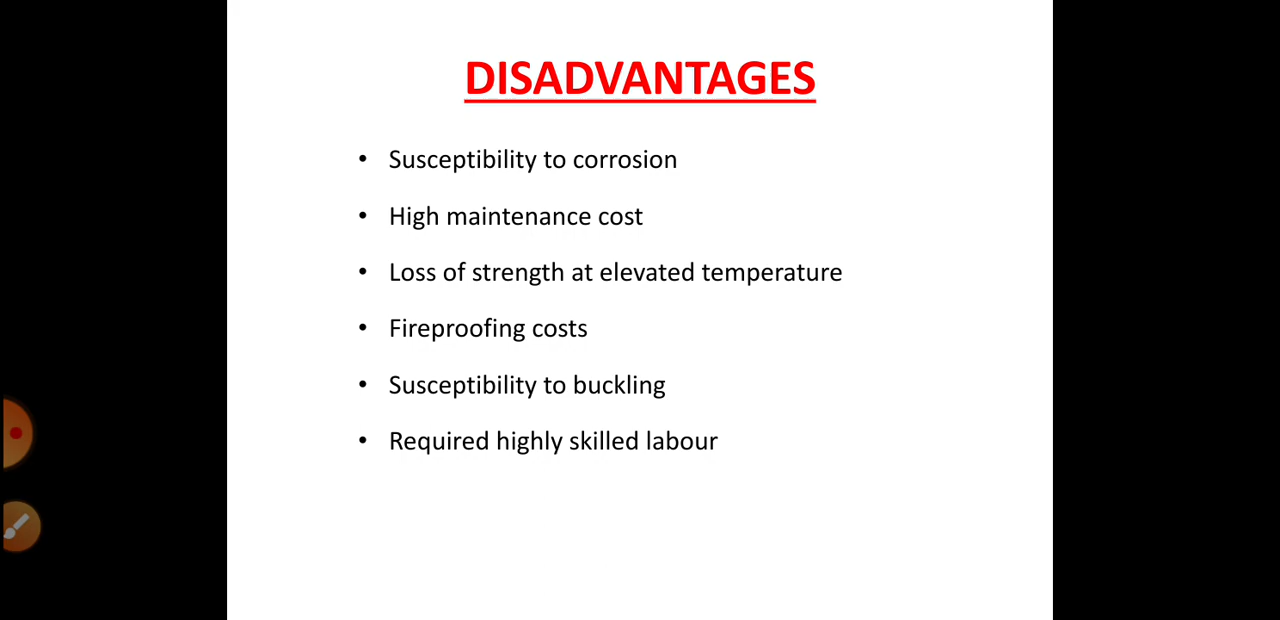 DISADVANTAGES
• Susceptibility to corrosion
• High maintenance cost
• Loss of strength at elevated temperature
• Fireproofing costs
• Susceptibility to buckling
• Required highly skilled labour